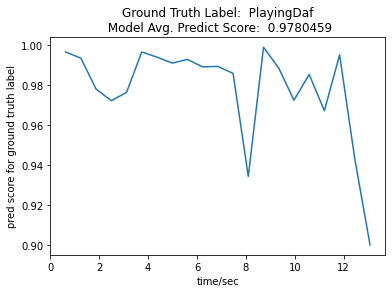 Ground Truth Label:  PlayingDaf
Model Avg. Predict Score:  0.9780459
pred score for ground truth label
1.00
0.98
0.96
0.94
0.92
0.90
0 2 4 6 8 10 12
time/sec